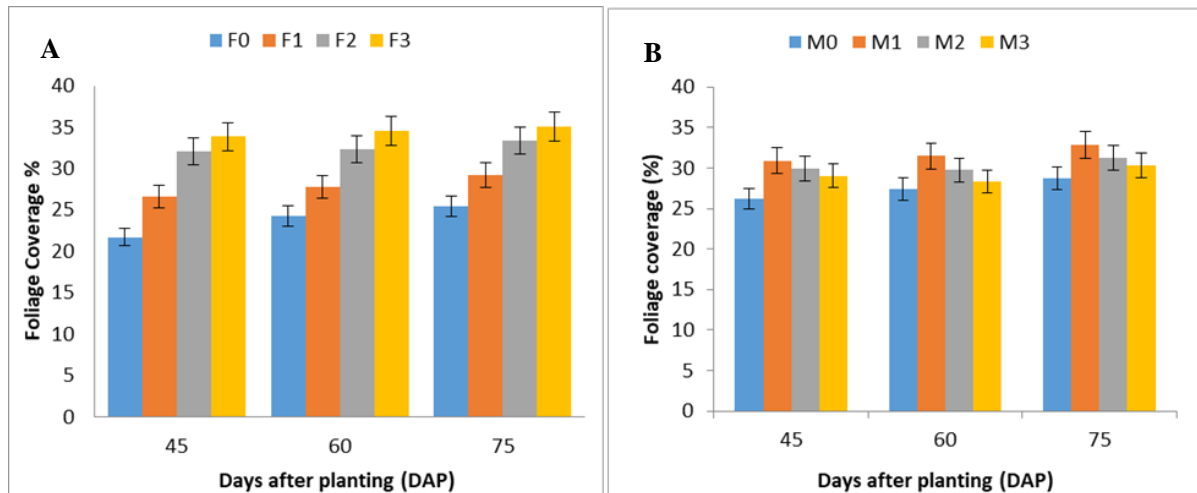 A
F0 F1 F2 F3
Foliage Coverage %
40
35
30
25
20
15
10
5
0
45 60 75
Days after planting (DAP)
B
M0 M1 M2 M3
Foliage coverage (%)
40
35
30
25
20
15
10
5
0
45 60 75
Days after planting (DAP)